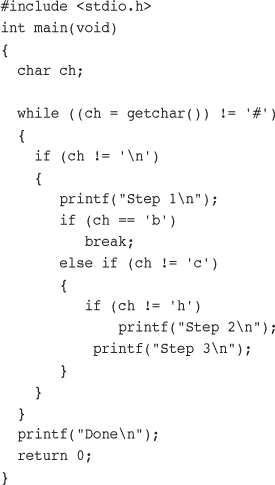 #include <stdio.h>
int main(void)
{
  char ch;

  while ((ch = getchar()) != '#')
  {
    if (ch != '\n')
    {
       printf("Step 1\n");
       if (ch == 'b')
          break;
       else if (ch != 'c')
       {
          if (ch != 'h')
              printf("Step 2\n");
           printf("Step 3\n");
       }
    }
  }
  printf("Done\n");
  return 0;
}